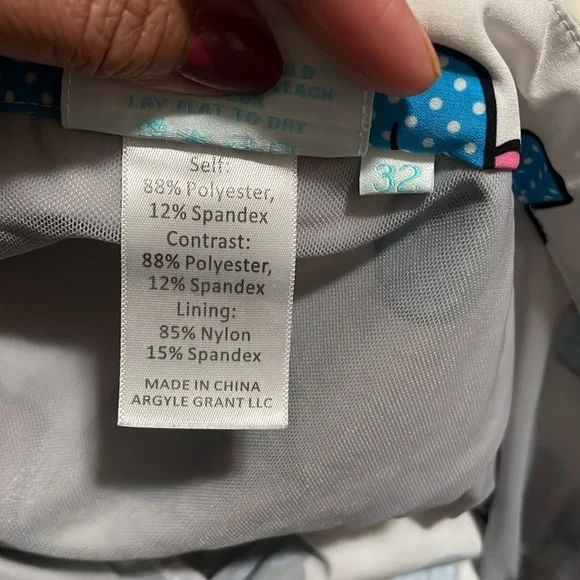 LD
LAY FLAT TO DRY
32
Self:
88% Polyester,
12% Spandex
Contrast:
88% Polyester,
12% Spandex
Lining:
85% Nylon
15% Spandex
MADE IN CHINA
ARGYLE GRANT LLC